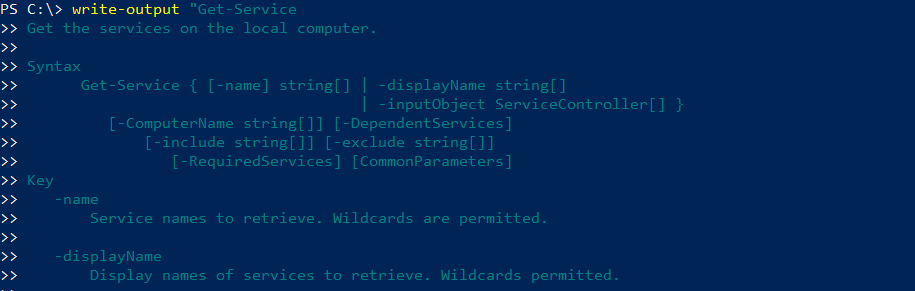 PS C:\> write-output "Get-Service
>> Get the services on the local computer.
>>
>> Syntax
>>       Get-Service { [-name] string[] | -displayName string[]
>>                                      | -inputObject ServiceController[] }
>>          [-ComputerName string[]] [-DependentServices]
>>              [-include string[]] [-exclude string[]]
>>                 [-RequiredServices] [CommonParameters]
>> Key
>>    -name
>>        Service names to retrieve. Wildcards are permitted.
>>
>>    -displayName
>>        Display names of services to retrieve. Wildcards permitted.